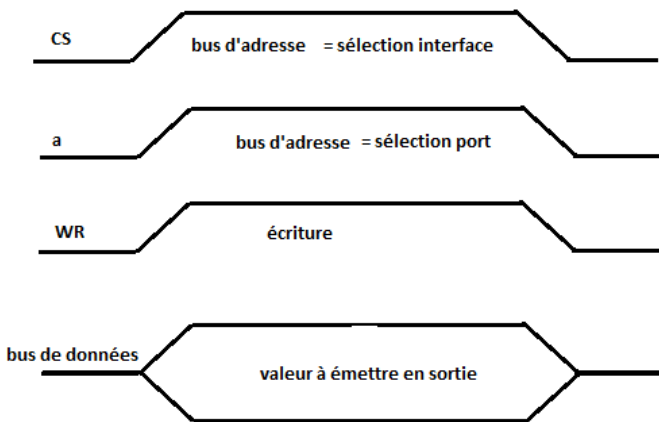 CS
bus d'adresse = sélection interface
a
bus d'adresse = sélection port
WR
écriture
bus de données
valeur à émettre en sortie